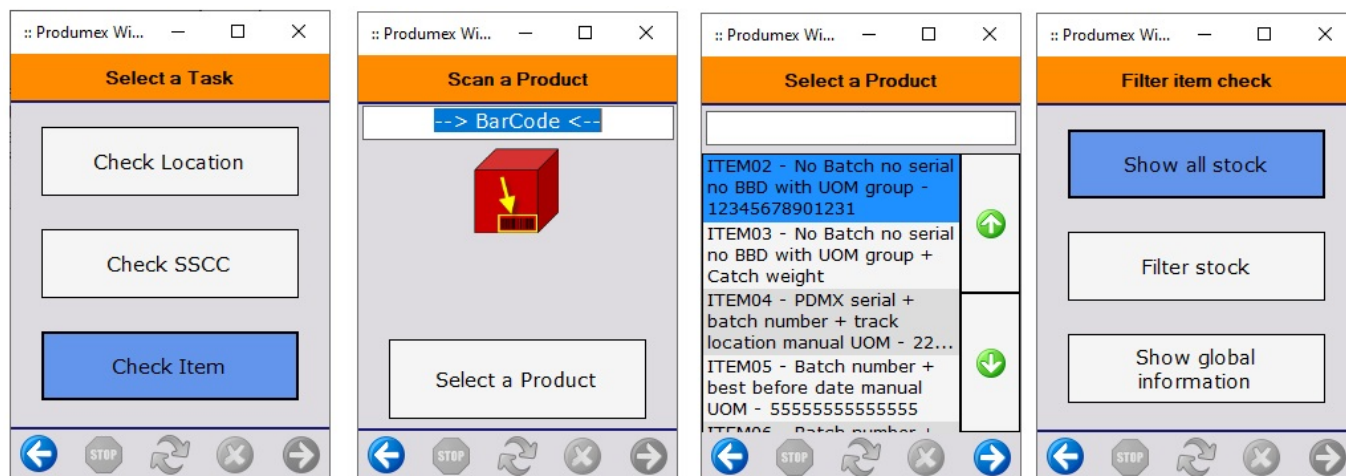 :: Produmex Wi...
Select a Task
Check Location
Check SSCC
Check Item
STOP
:: Produmex Wi...
Scan a Product
--> BarCode <--
Select a Product
STOP
:: Produmex Wi...
Select a Product
ITEM02 - No Batch no serial
no BBD with UOM group -
12345678901231
ITEM03 - No Batch no serial
no BBD with UOM group +
Catch weight
ITEM04 - PDMX serial +
batch number + track
location manual UOM - 22...
ITEM05 - Batch number +
best before date manual
UOM - 55555555555555
ITEM06 - Batch number +
STOP
:: Produmex Wi...
Filter item check
Show all stock
Filter stock
Show global
information
STOP